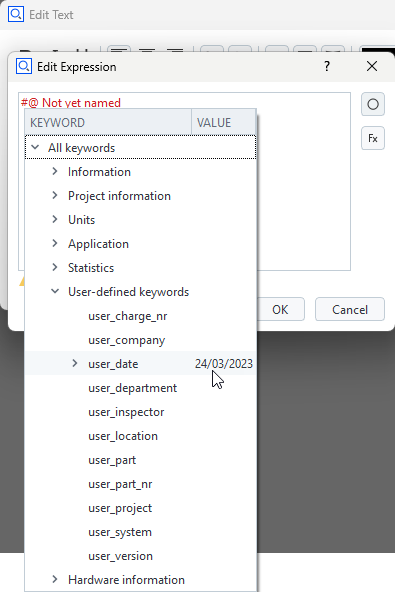 Edit Text
Edit Expression
?
#@ Not yet named
Fx
KEYWORD VALUE
All keywords
Information
Project information
Units
Application
Statistics
User-defined keywords
user_charge_nr
user_company
user_date 24/03/2023
user_department
user_inspector
user_location
user_part
user_part_nr
user_project
user_system
user_version
Hardware information
OK Cancel